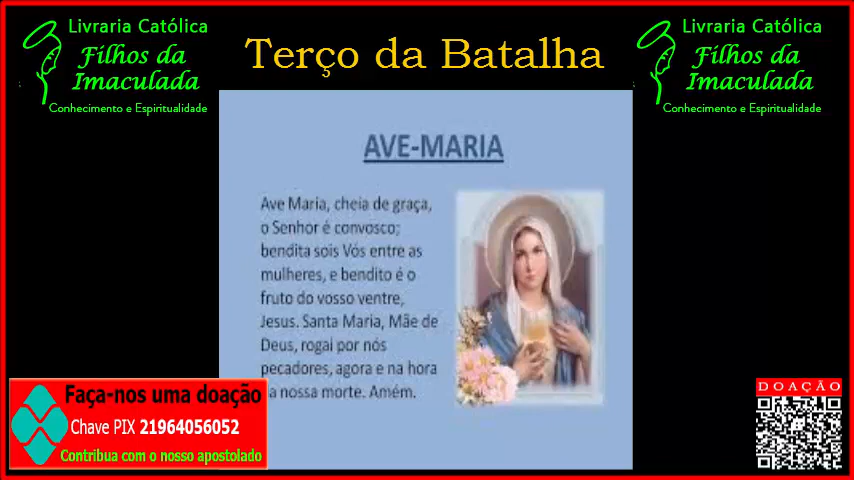 Livraria Católica
Filhos da
Imaculada
Conhecimento e Espiritualidade
Terço da Batalha
Livraria Católica
Filhos da
Imaculada
Conhecimento e Espiritualidade
AVE-MARIA
Ave Maria, cheia de graça,
o Senhor é convosco;
bendita sois Vós entre as
mulheres, e bendito é o
fruto do vosso ventre,
Jesus. Santa Maria, Mãe de
Deus, rogai por nós
pecadores, agora e na hora
a nossa morte. Amém.
Faça-nos uma doação
Chave PIX 21964056052
Contribua com o nosso apostolado
DOAÇÃO